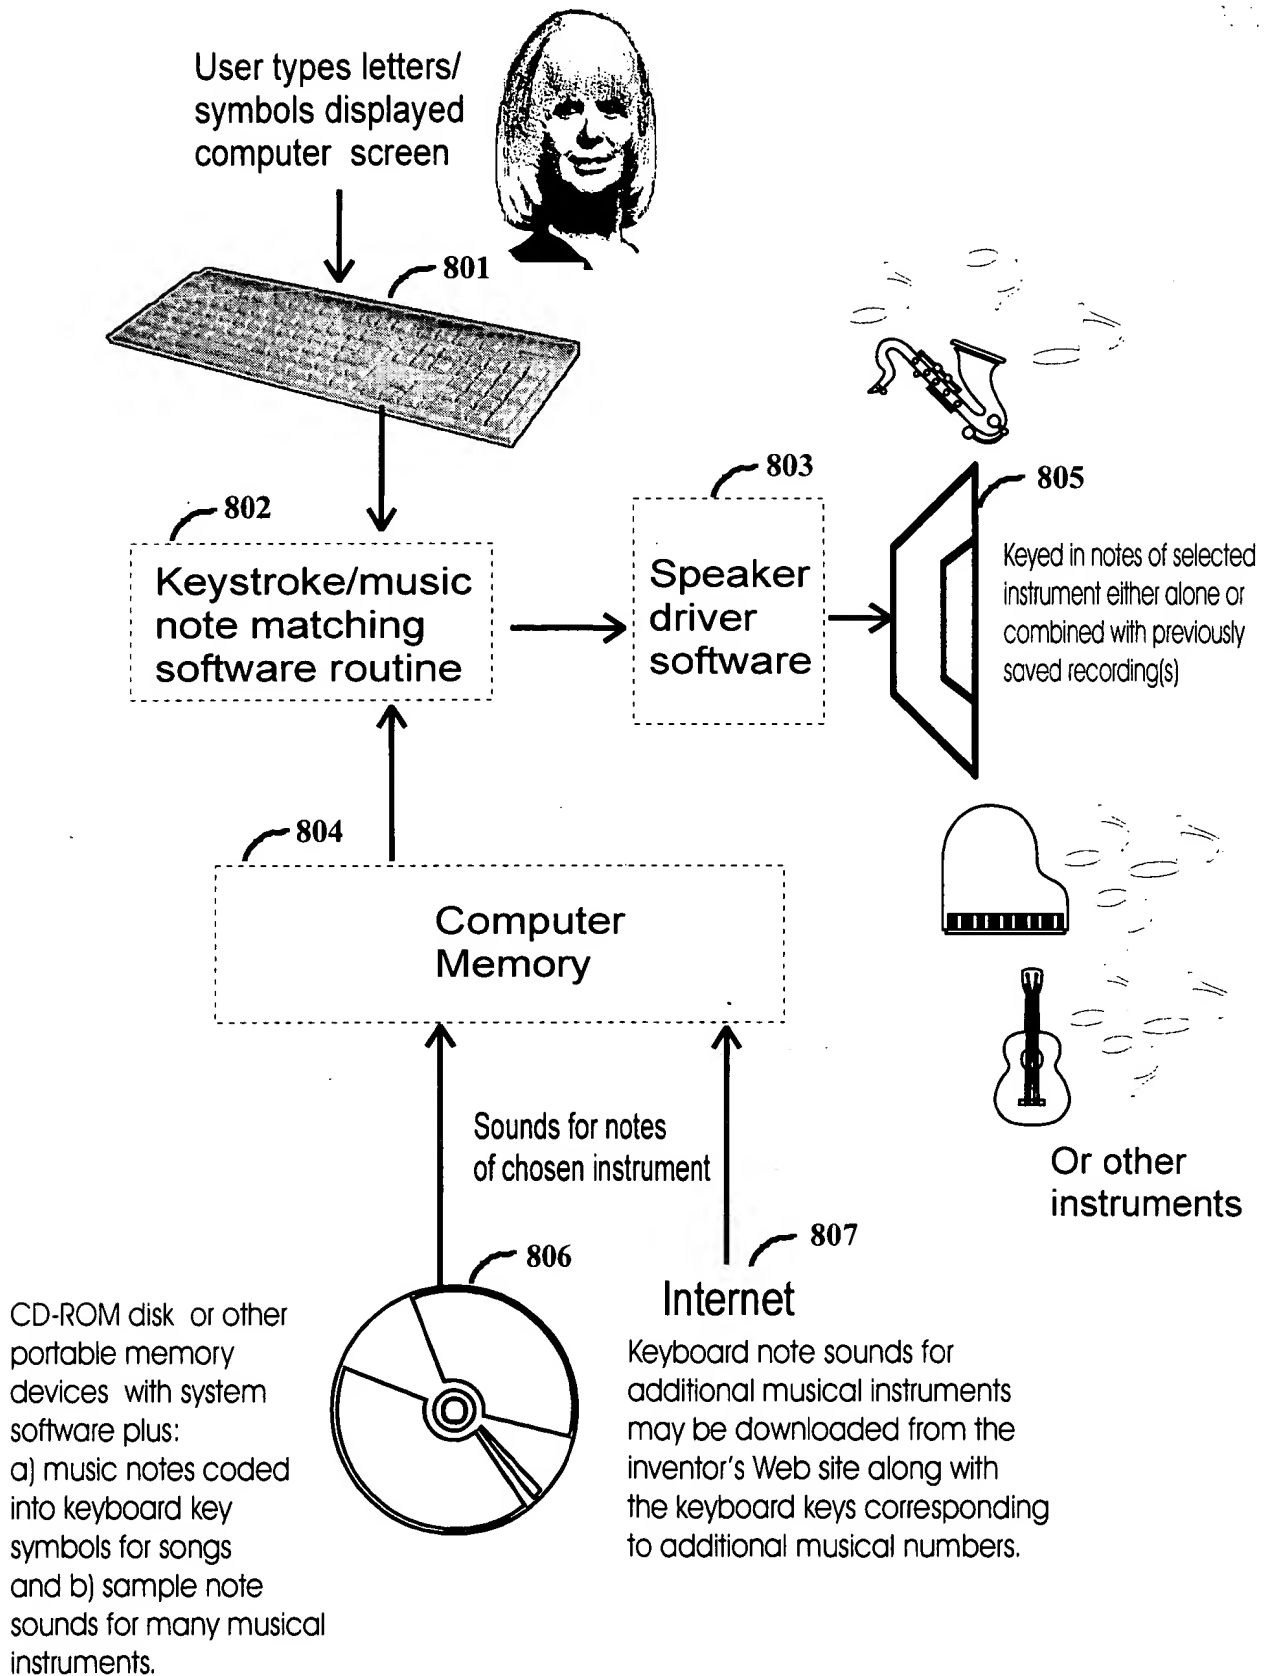 User types letters/
symbols displayed
computer screen
801
802
Keystroke/music
note matching
software routine
803
Speaker
driver
software
805
Keyed in notes of selected
instrument either alone or
combined with previously
saved recording(s)
804
Computer
Memory
Sounds for notes
of chosen instrument
Or other
instruments
806
CD-ROM disk or other
portable memory
devices with system
software plus:
a) music notes coded
into keyboard key
symbols for songs
and b) sample note
sounds for many musical
instruments.
807
Internet
Keyboard note sounds for
additional musical instruments
may be downloaded from the
inventor's Web site along with
the keyboard keys corresponding
to additional musical numbers.